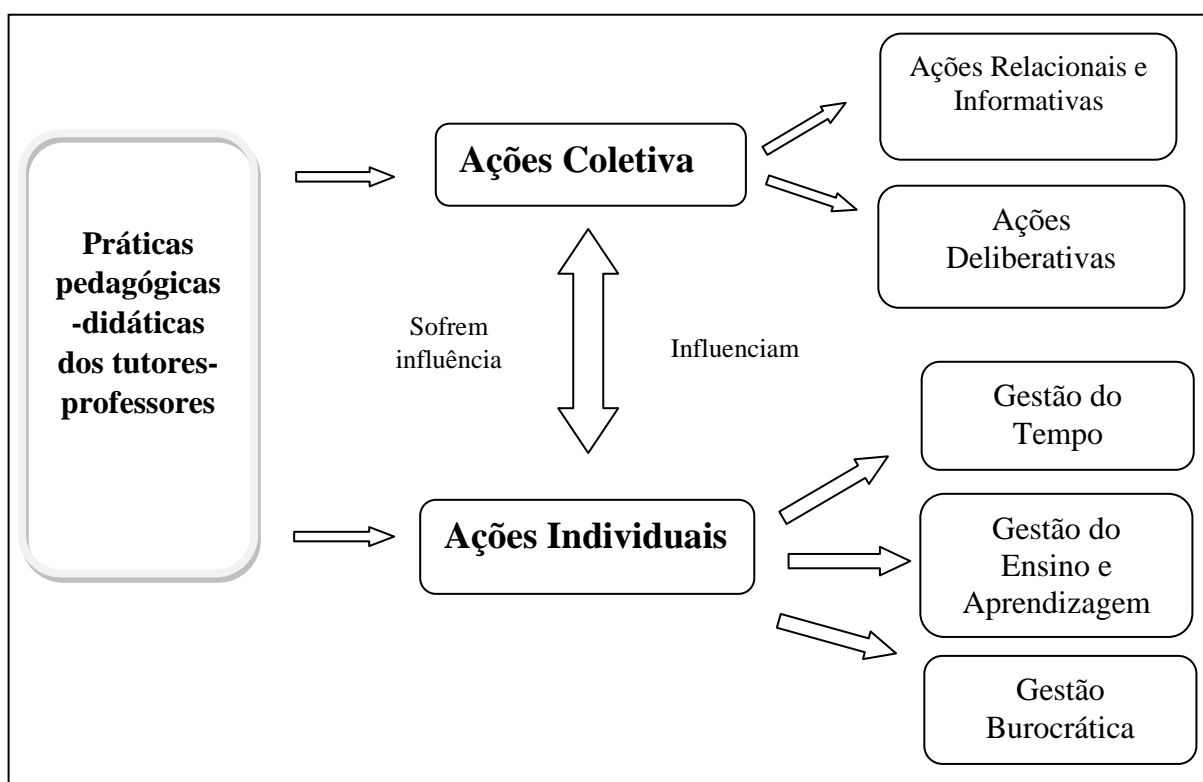 Práticas
pedagógicas
-didáticas
dos tutores-
professores
Ações Coletiva
Ações Relacionais e
Informativas
Ações
Deliberativas
Sofrem
influência
Influenciam
Ações Individuais
Gestão do
Tempo
Gestão do
Ensino e
Aprendizagem
Gestão
Burocrática